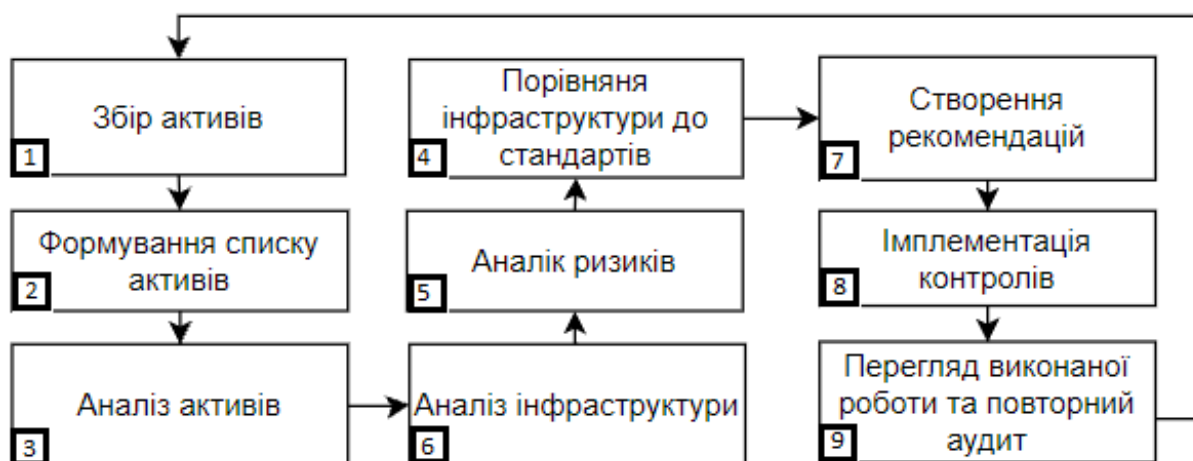 Збір активів
1
Формування списку
активів
2
Аналіз активів
3
Порівняня
інфраструктури до
стандартів
4
Аналік ризиків
5
Аналіз інфраструктури
6
Створення
рекомендацій
7
Імплементація
контролів
8
Перегляд виконаної
роботи та повторний
аудит
9